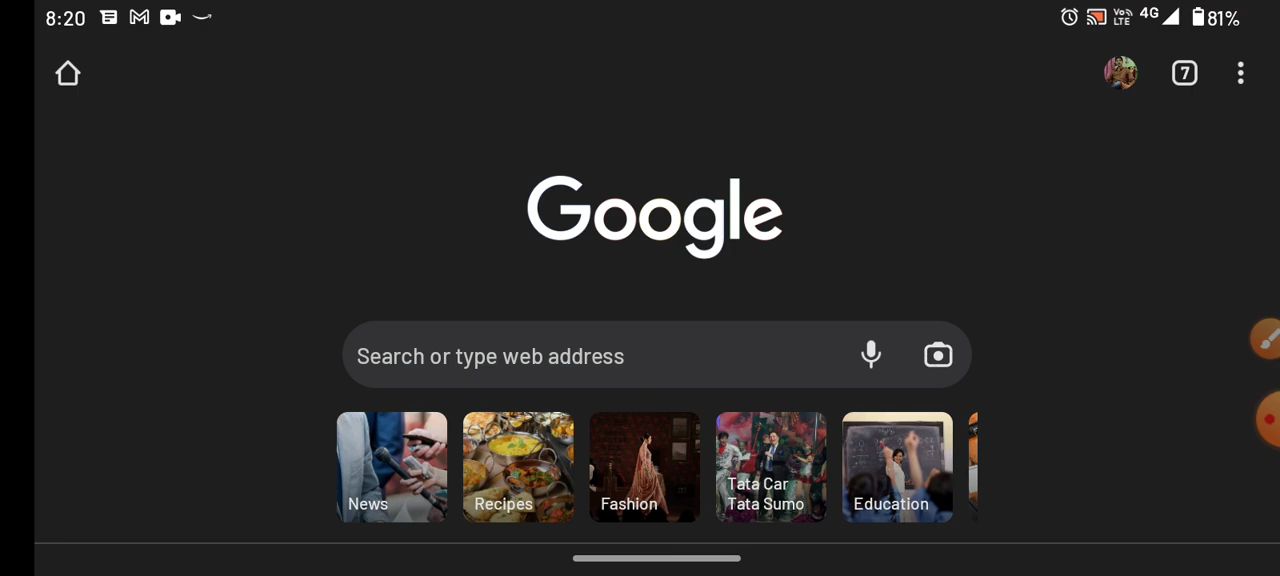 8:20 VoLTE 4G 81%
7
Google
Search or type web address
News
Recipes
Fashion
Tata Car
Tata Sumo
Education